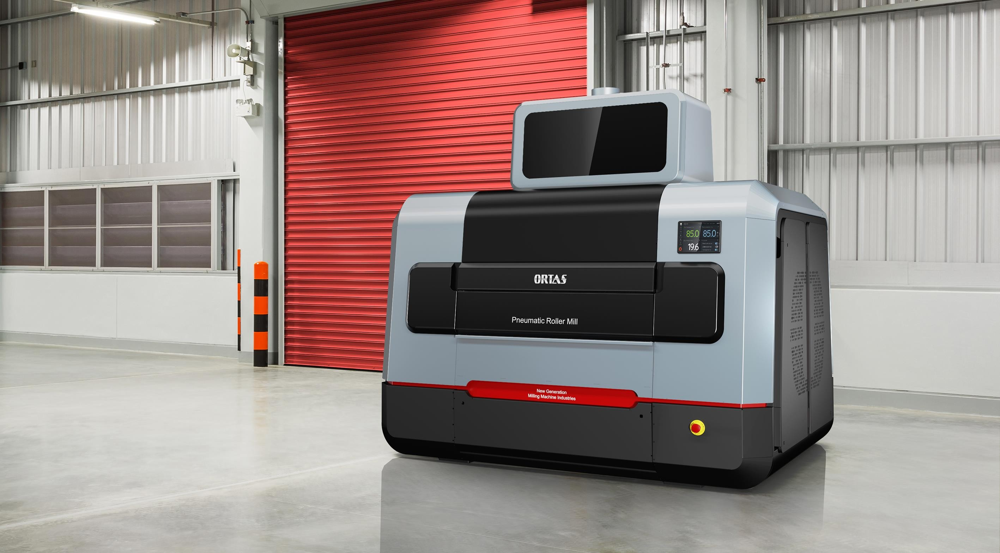 85.0 85.0
19.6
ORTAS
Pneumatic Roller Mill
New Generation
Milling Machine Industries